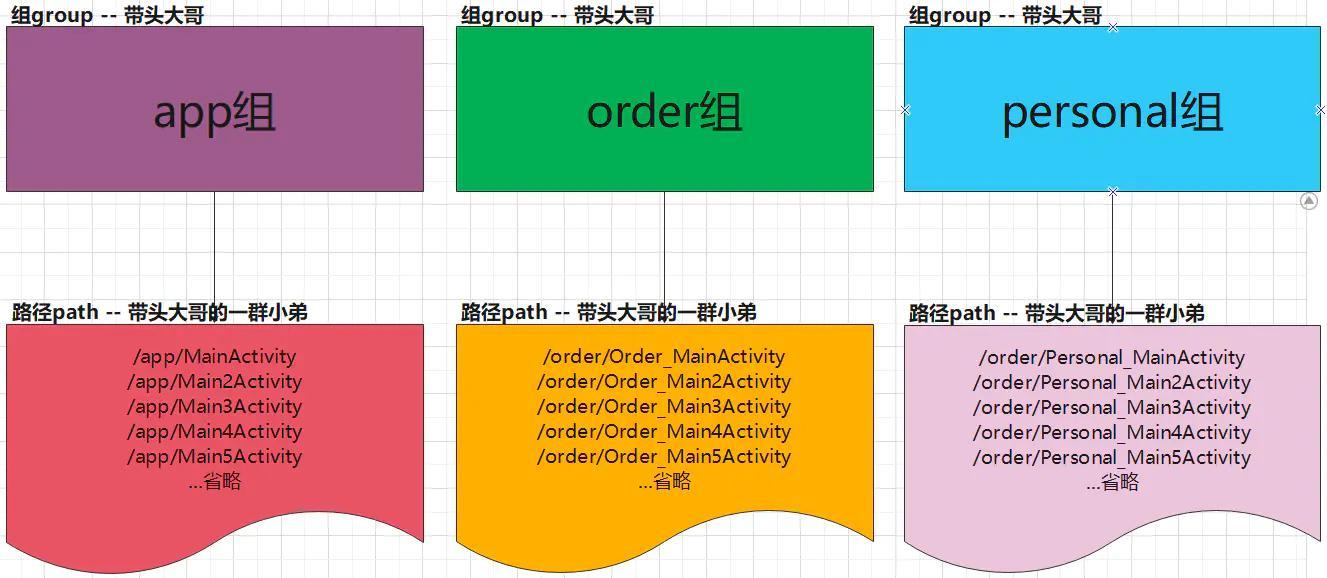 组group -- 带头大哥
app组
路径path -- 带头大哥的一群小弟
/app/MainActivity
/app/Main2Activity
/app/Main3Activity
/app/Main4Activity
/app/Main5Activity
...省略
组group -- 带头大哥
order组
路径path -- 带头大哥的一群小弟
/order/Order_MainActivity
/order/Order_Main2Activity
/order/Order_Main3Activity
/order/Order_Main4Activity
/order/Order_Main5Activity
...省略
组group -- 带头大哥
personal组
路径path -- 带头大哥的一群小弟
/order/Personal_MainActivity
/order/Personal_Main2Activity
/order/Personal_Main3Activity
/order/Personal_Main4Activity
/order/Personal_Main5Activity
...省略